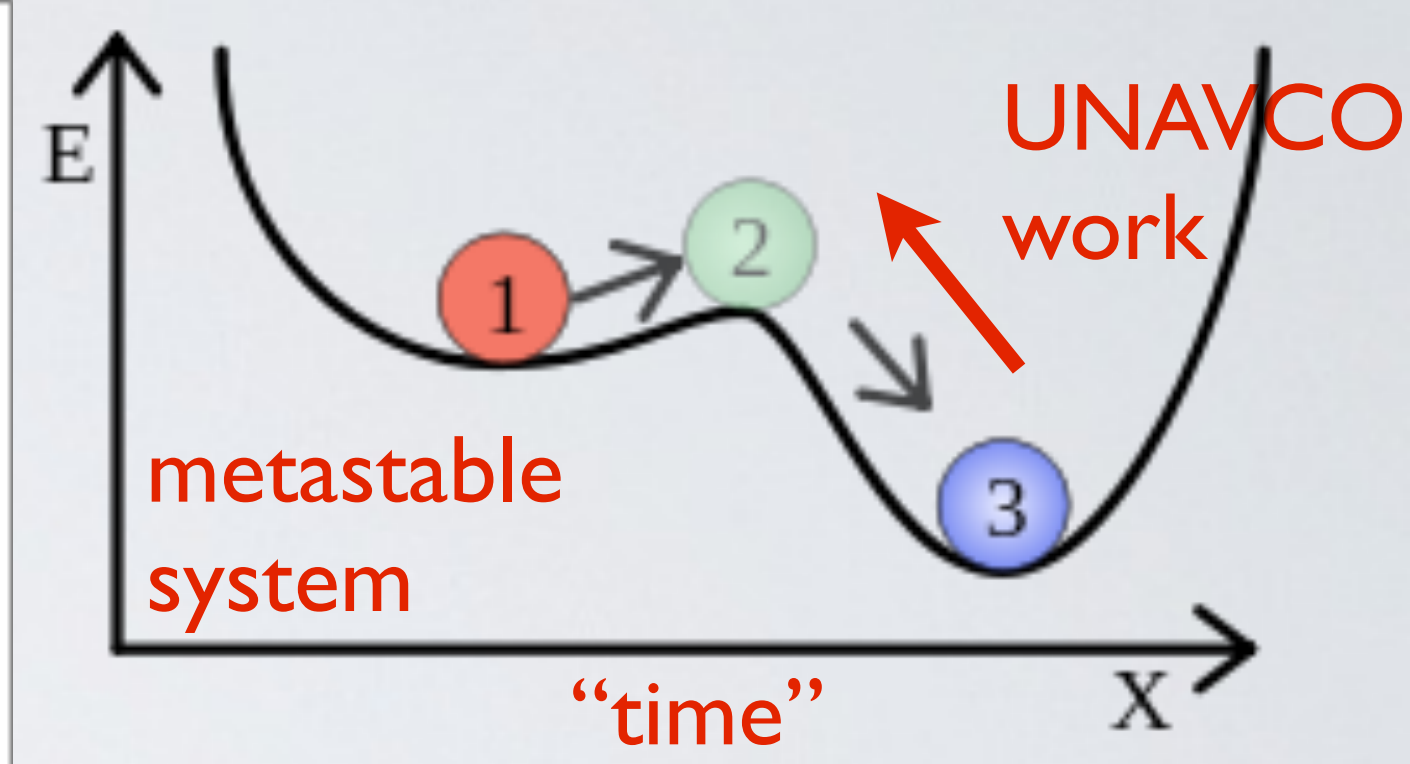 E
UNAVCO
work
1
2
3
metastable
system
“time”
X